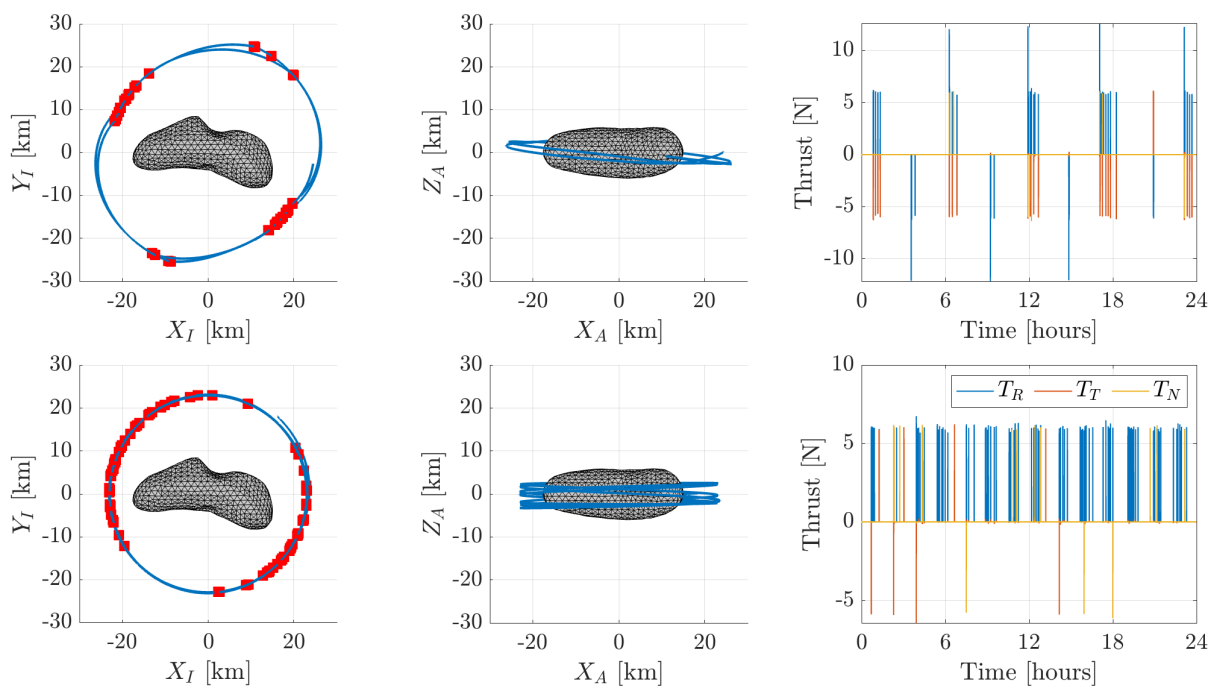 30
20
10
0
-10
-20
-30
Y_I [km]
-20 0 20
X_I [km]
30
20
10
0
-10
-20
-30
Z_A [km]
-20 0 20
X_A [km]
10
5
0
-5
-10
Thrust [N]
0 6 12 18 24
Time [hours]
30
20
10
0
-10
-20
-30
Y_I [km]
-20 0 20
X_I [km]
30
20
10
0
-10
-20
-30
Z_A [km]
-20 0 20
X_A [km]
10
5
0
-5
Thrust [N]
T_R T_T T_N
0 6 12 18 24
Time [hours]